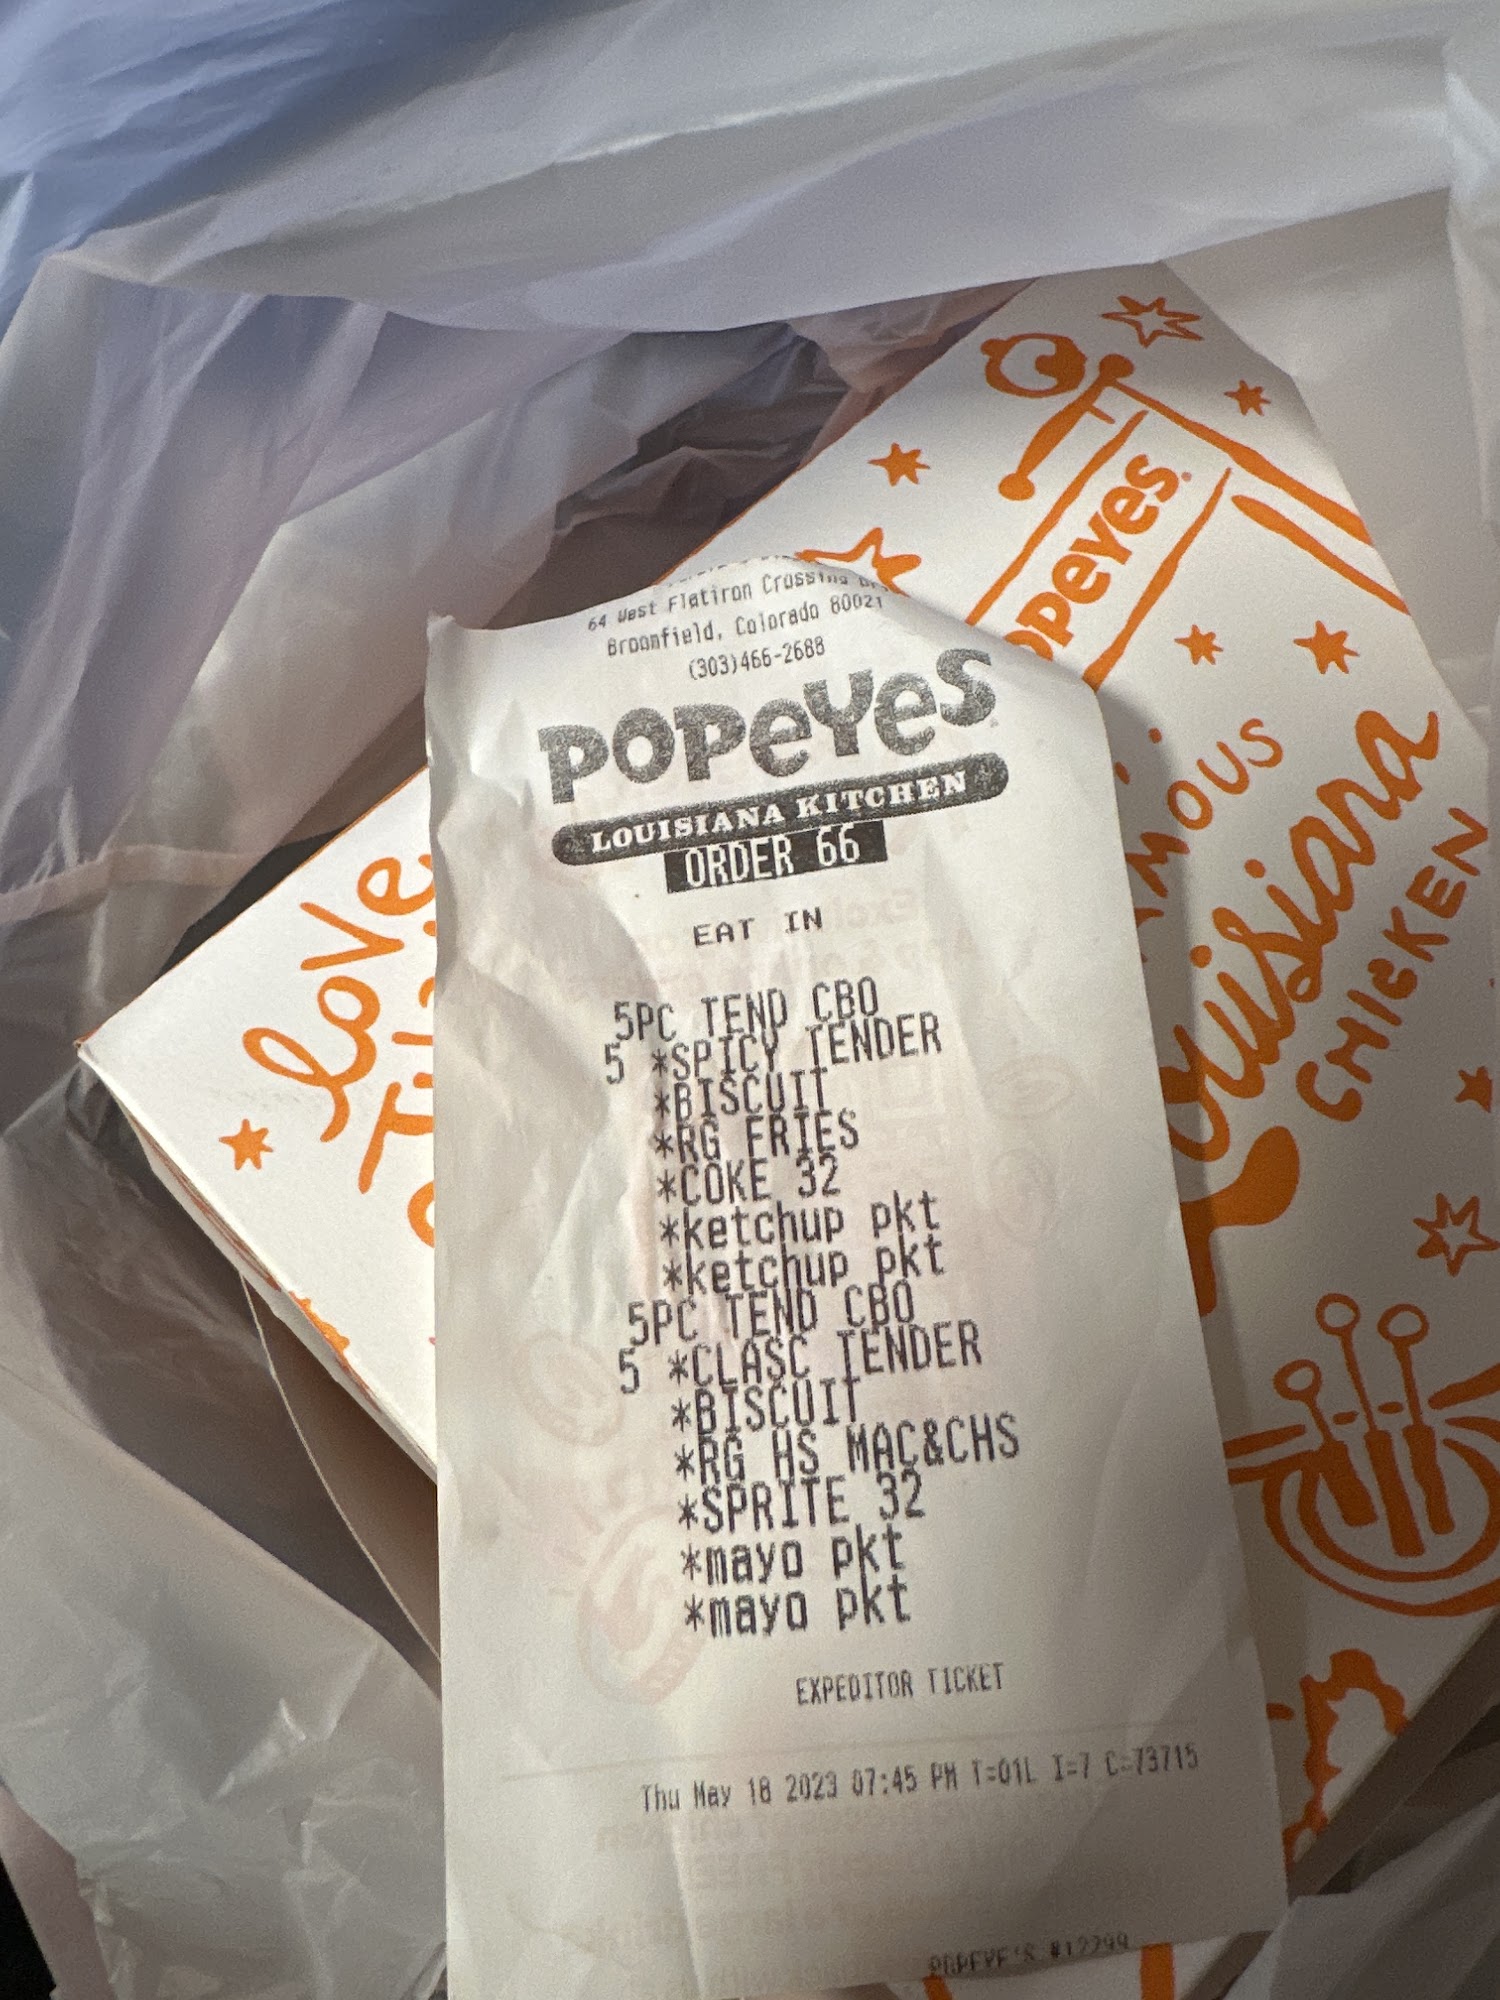 64 West Flatiron Crossing
Broomfield, Colorado 80021
(303)466-2688
POPEYES
LOUISIANA KITCHEN
ORDER 66
EAT IN
5PC TEND CBO
5 *SPICY TENDER
*BISCUIT
*RG FRIES
*COKE 32
*ketchup pkt
*ketchup pkt
5PC TEND CBO
5 *CLASC TENDER
*BISCUIT
*RG HS MAC&CHS
*SPRITE 32
*mayo pkt
*mayo pkt
EXPEDITOR TICKET
Thu May 18 2023 07:45 PM T=01L I=7 C=73715
POPEYE'S #12299
POPEYES
Louisiana
CHICKEN
love